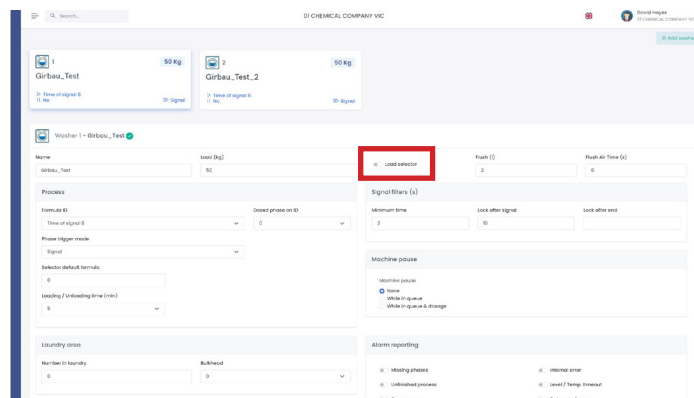 Search...
01 CHEMICAL COMPANY VIC
David Hayes
01 CHEMICAL COMPANY VIC
Add washer
1
50 Kg
Girbau_Test
Time of signal 8
No
Signal
2
50 Kg
Girbau_Test_2
Time of signal 8
No
Signal
Washer 1 - Girbau_Test
Name
Load (kg)
Load selector
Flush (l)
Flush Air Time (s)
Girbau_Test
50
2
0
Process
Signal filters (s)
Formula ID
Dosed phase on ID
Minimum time
Lock after signal
Lock after end
Time of signal 8
0
2
10
Phase trigger mode
Signal
Machine pause
Selector default formula
0
Machine pause
None
While in queue
While in queue & dosage
Loading / Unloading time (min)
5
Laundry area
Alarm reporting
Number in laundry
Bulkhead
0
0
Missing phases
Internal error
Unfinished process
Level / Temp. timeout